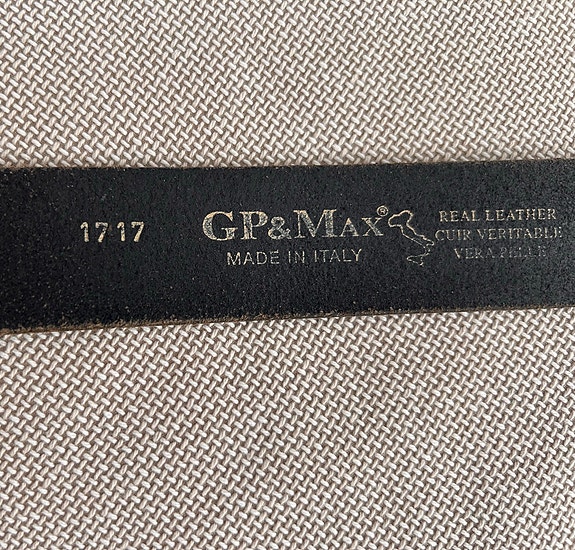 1717
GP&MAX®
MADE IN ITALY
REAL LEATHER
CUIR VERITABLE
VERA PELLE